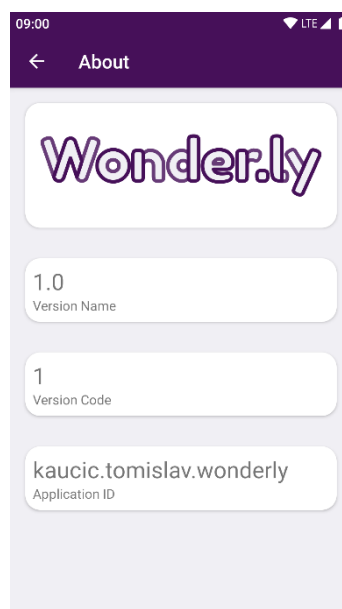 09:00 LTE
About
Wonder.ly
1.0
Version Name
1
Version Code
kaucic.tomislav.wonderly
Application ID